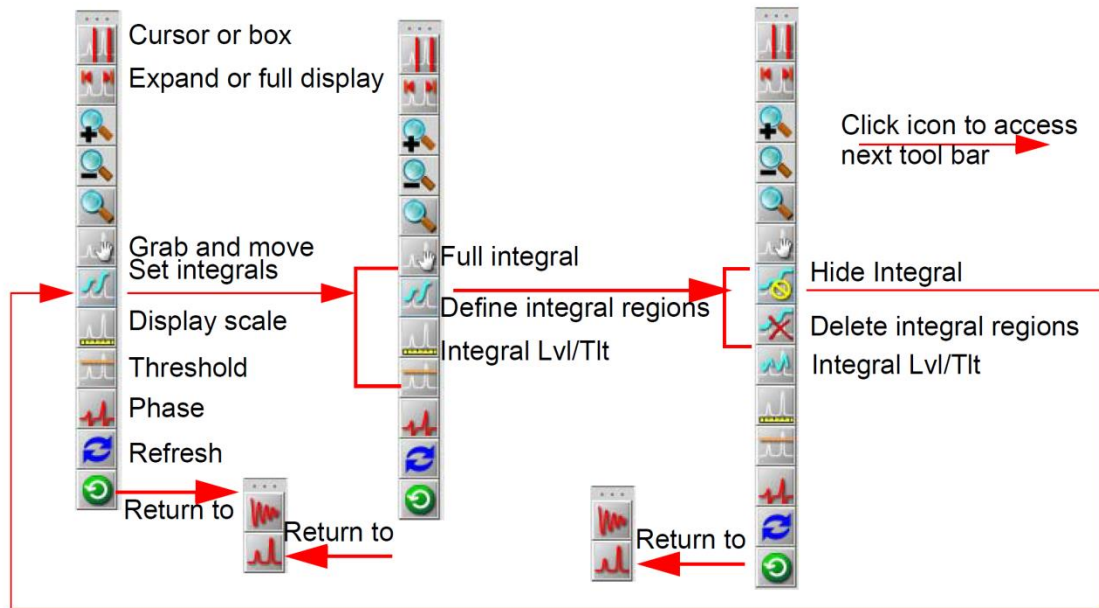 Cursor or box
Expand or full display
Grab and move
Set integrals
Display scale
Threshold
Phase
Refresh
Return to
Return to
Full integral
Define integral regions
Integral Lvl/Tlt
Return to
Click icon to access
next tool bar
Hide Integral
Delete integral regions
Integral Lvl/Tlt